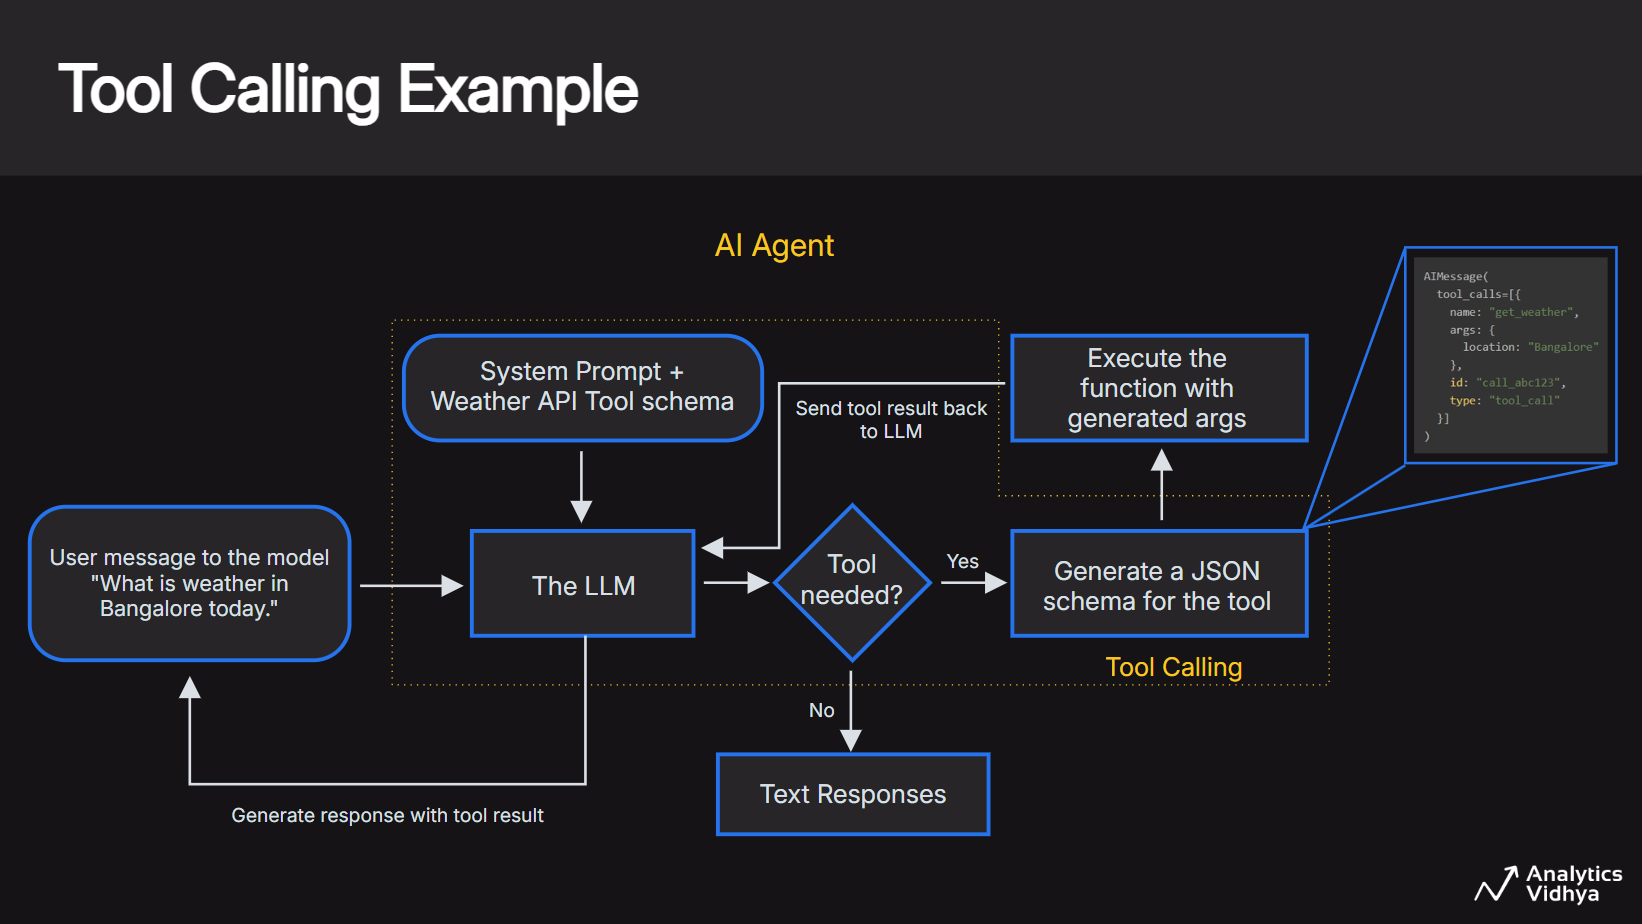 Tool Calling Example
AI Agent
System Prompt +
Weather API Tool schema
Send tool result back
to LLM
Execute the
function with
generated args
AIMessage(
tool_calls=[{
name: "get_weather",
args: {
location: "Bangalore"
},
id: "call_abc123",
type: "tool_call"
}]
)
User message to the model
"What is weather in
Bangalore today."
The LLM
Tool
needed?
Yes
Generate a JSON
schema for the tool
Tool Calling
No
Text Responses
Generate response with tool result
Analytics
Vidhya